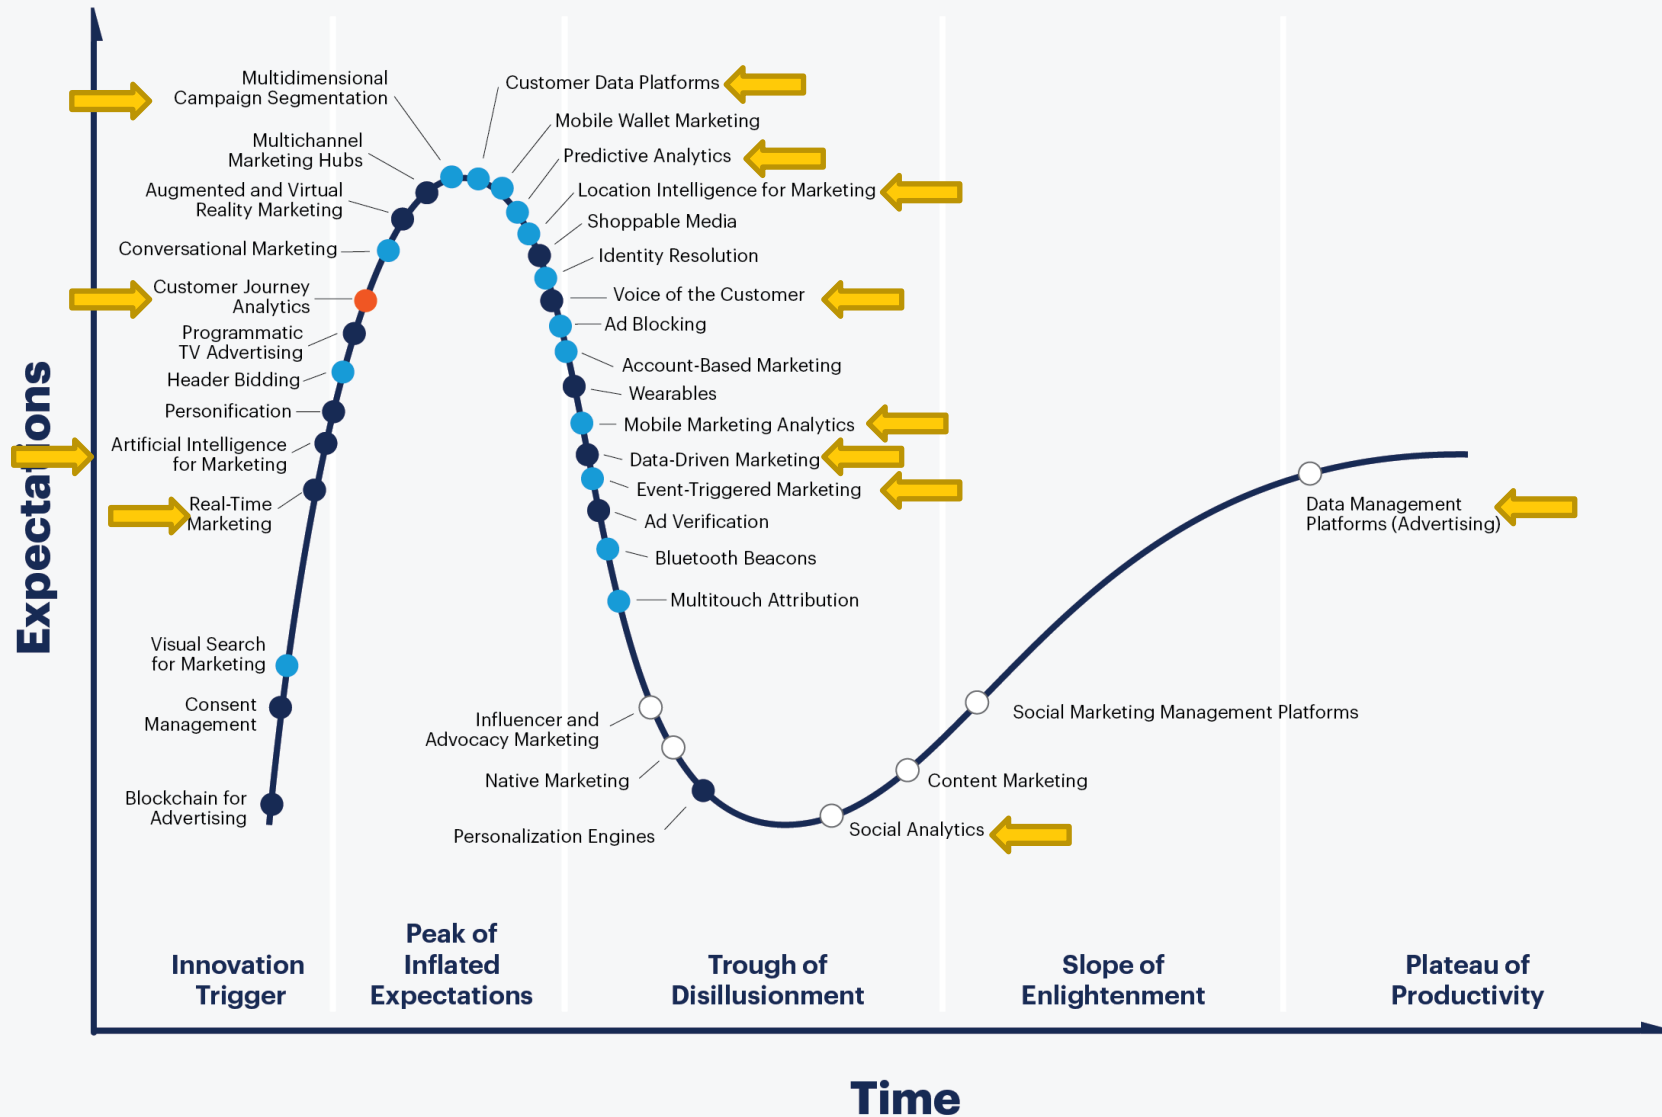 Multidimensional
Campaign Segmentation
Customer Data Platforms
Mobile Wallet Marketing
Multichannel
Marketing Hubs
Predictive Analytics
Augmented and Virtual
Reality Marketing
Location Intelligence for Marketing
Shoppable Media
Conversational Marketing
Identity Resolution
Customer Journey
Analytics
Voice of the Customer
Ad Blocking
Programmatic
TV Advertising
Account-Based Marketing
Header Bidding
Wearables
Personification
Mobile Marketing Analytics
Artificial Intelligence
for Marketing
Data-Driven Marketing
Event-Triggered Marketing
Real-Time
Marketing
Ad Verification
Data Management
Platforms (Advertising)
Bluetooth Beacons
Multitouch Attribution
Expectations
Visual Search
for Marketing
Consent
Management
Influencer and
Advocacy Marketing
Social Marketing Management Platforms
Native Marketing
Content Marketing
Blockchain for
Advertising
Personalization Engines
Social Analytics
Innovation
Trigger
Peak of
Inflated
Expectations
Trough of
Disillusionment
Slope of
Enlightenment
Plateau of
Productivity
Time